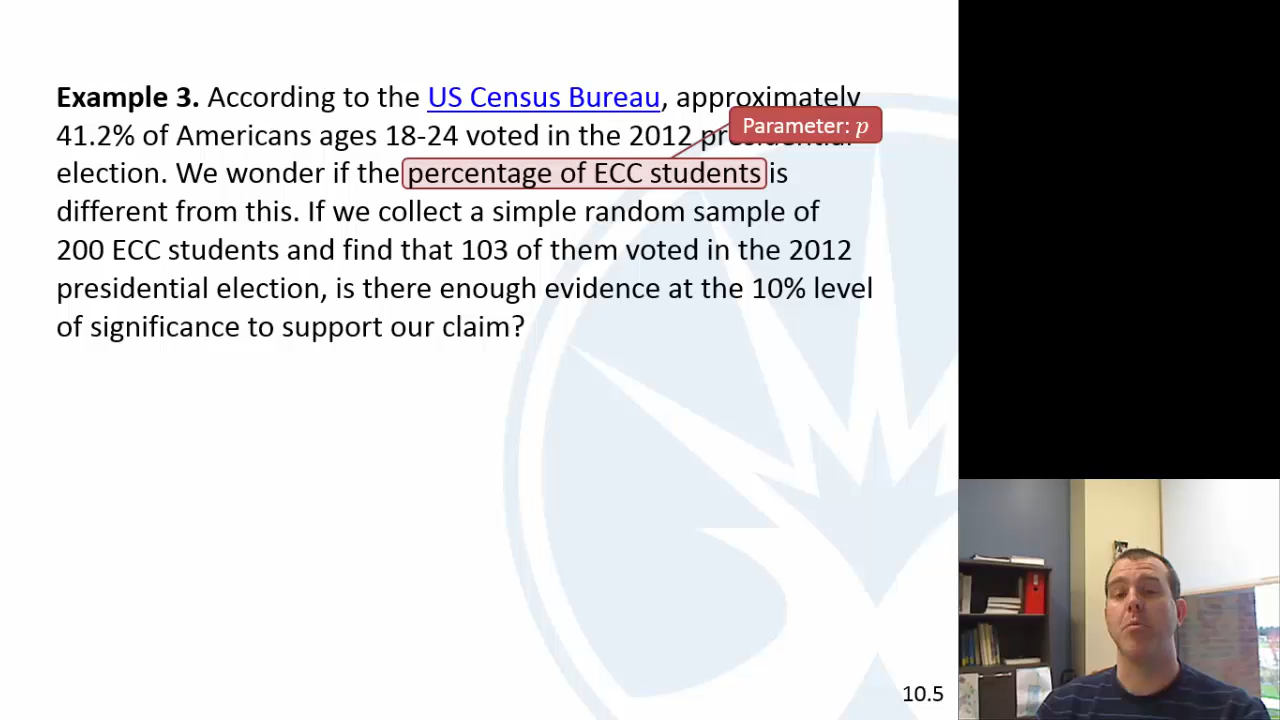 Example 3. According to the US Census Bureau, approximately
Parameter: p
41.2% of Americans ages 18-24 voted in the 2012 presidential
election. We wonder if the percentage of ECC students is
different from this. If we collect a simple random sample of
200 ECC students and find that 103 of them voted in the 2012
presidential election, is there enough evidence at the 10% level
of significance to support our claim?
10.5